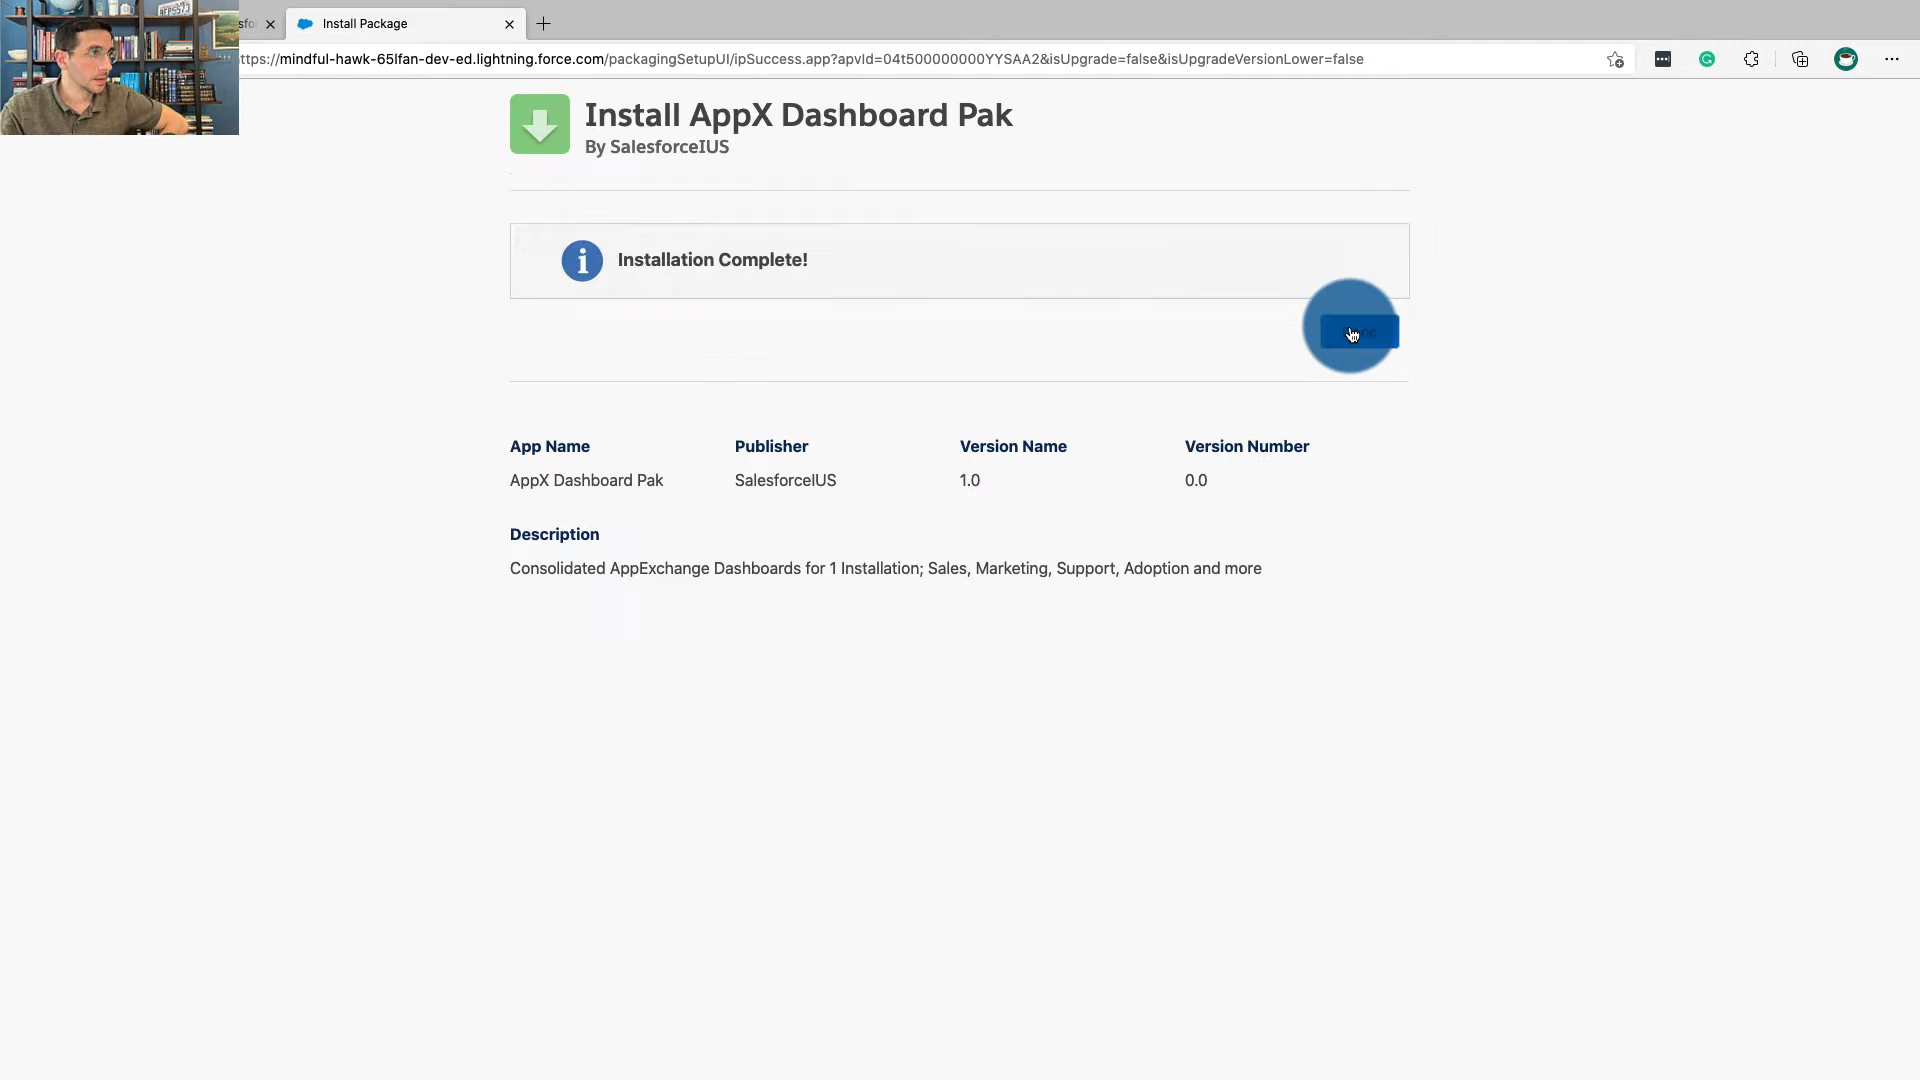 sfo
Install Package
ttps://mindful-hawk-65lfan-dev-ed.lightning.force.com/packagingSetupUI/ipSuccess.app?apvId=04t500000000YYSAA2&isUpgrade=false&isUpgradeVersionLower=false
Install AppX Dashboard Pak
By SalesforceIUS
Installation Complete!
App Name
Publisher
Version Name
Version Number
AppX Dashboard Pak
SalesforceIUS
1.0
0.0
Description
Consolidated AppExchange Dashboards for 1 Installation; Sales, Marketing, Support, Adoption and more